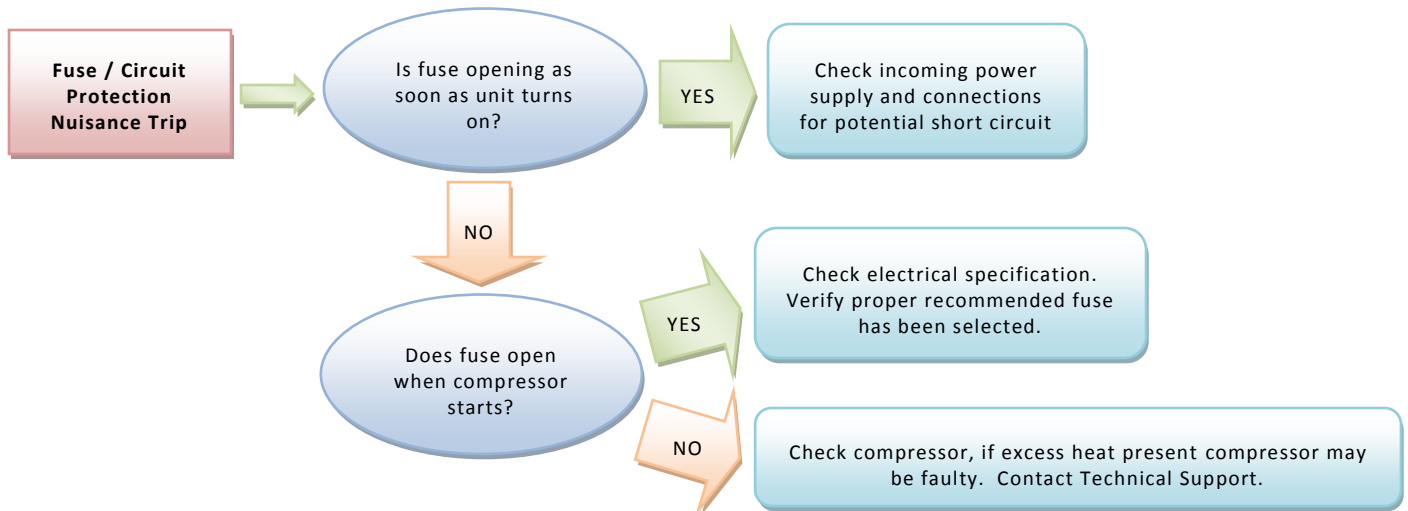 Fuse / Circuit
Protection
Nuisance Trip
Is fuse opening as
soon as unit turns
on?
YES
Check incoming power
supply and connections
for potential short circuit
NO
Does fuse open
when compressor
starts?
YES
Check electrical specification.
Verify proper recommended fuse
has been selected.
NO
Check compressor, if excess heat present compressor may
be faulty.  Contact Technical Support.